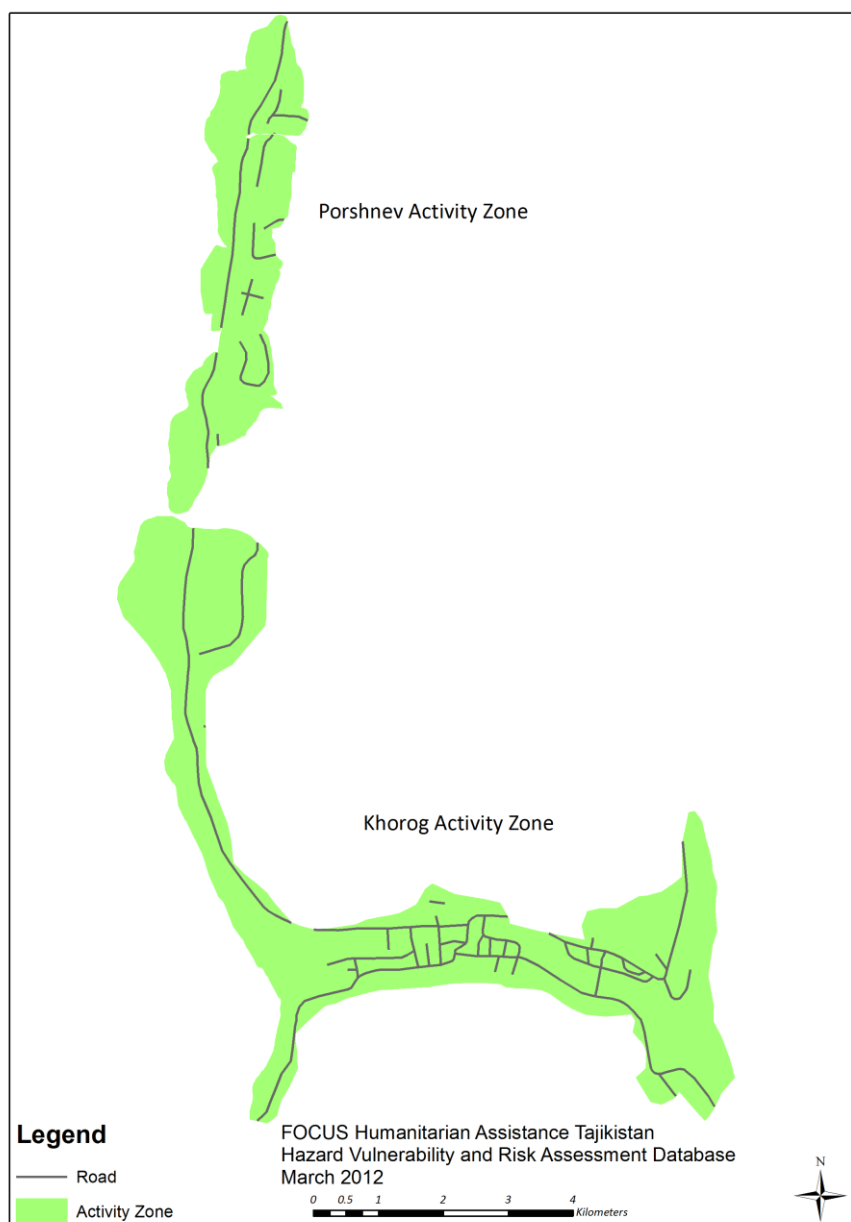 Porshnev Activity Zone
Khorog Activity Zone
Legend
Road
Activity Zone
FOCUS Humanitarian Assistance Tajikistan
Hazard Vulnerability and Risk Assessment Database
March 2012
0 0.5 1 2 3 4
Kilometers
N